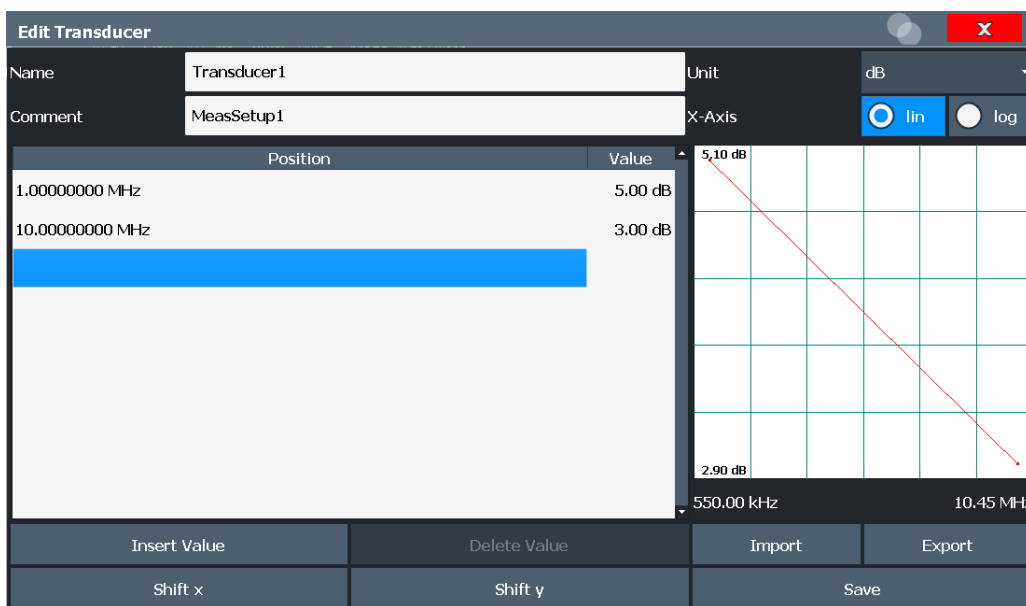 Edit Transducer
X
Name Transducer1 Unit dB
Comment MeasSetup1 X-Axis lin log
Position Value
1.00000000 MHz 5.00 dB
10.00000000 MHz 3.00 dB
5.10 dB
2.90 dB
550.00 kHz 10.45 MHz
Insert Value Delete Value Import Export
Shift x Shift y Save